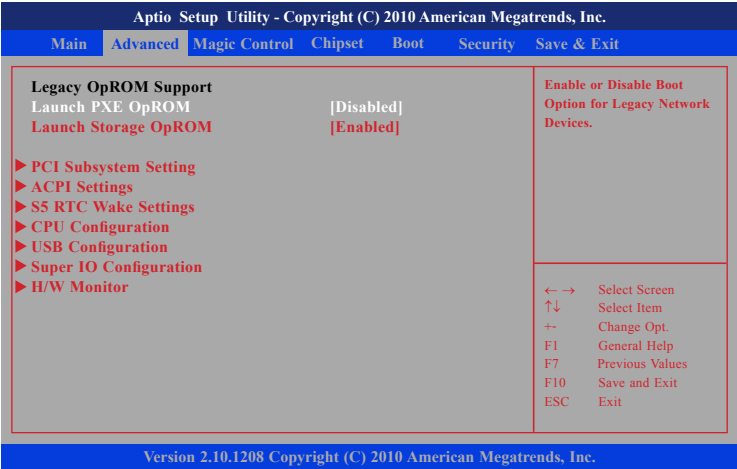 Aptio Setup Utility - Copyright (C) 2010 American Megatrends, Inc.
Main Advanced Magic Control Chipset Boot Security Save & Exit
Legacy OpROM Support
Launch PXE OpROM [Disabled]
Launch Storage OpROM [Enabled]
▶ PCI Subsystem Setting
▶ ACPI Settings
▶ S5 RTC Wake Settings
▶ CPU Configuration
▶ USB Configuration
▶ Super IO Configuration
▶ H/W Monitor
Enable or Disable Boot
Option for Legacy Network
Devices.
←→ Select Screen
↑↓ Select Item
+- Change Opt.
F1 General Help
F7 Previous Values
F10 Save and Exit
ESC Exit
Version 2.10.1208 Copyright (C) 2010 American Megatrends, Inc.